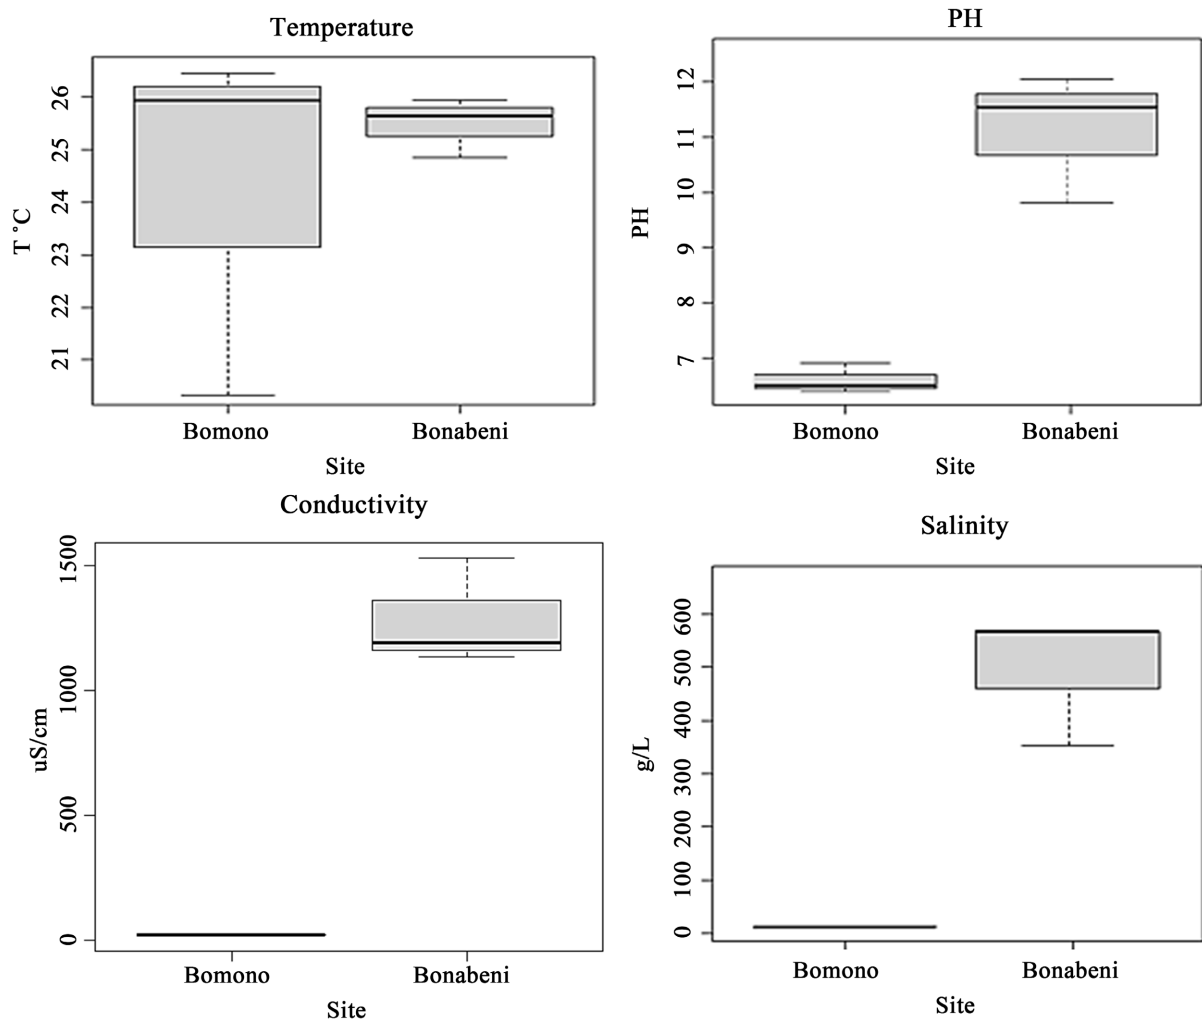 Temperature
T °C
26
25
24
23
22
21
Bomono Bonabeni
Site
PH
PH
12
11
10
9
8
7
Bomono Bonabeni
Site
Conductivity
uS/cm
1500
1000
500
0
Bomono Bonabeni
Site
Salinity
g/L
600
500
400
300
200
100
0
Bomono Bonabeni
Site